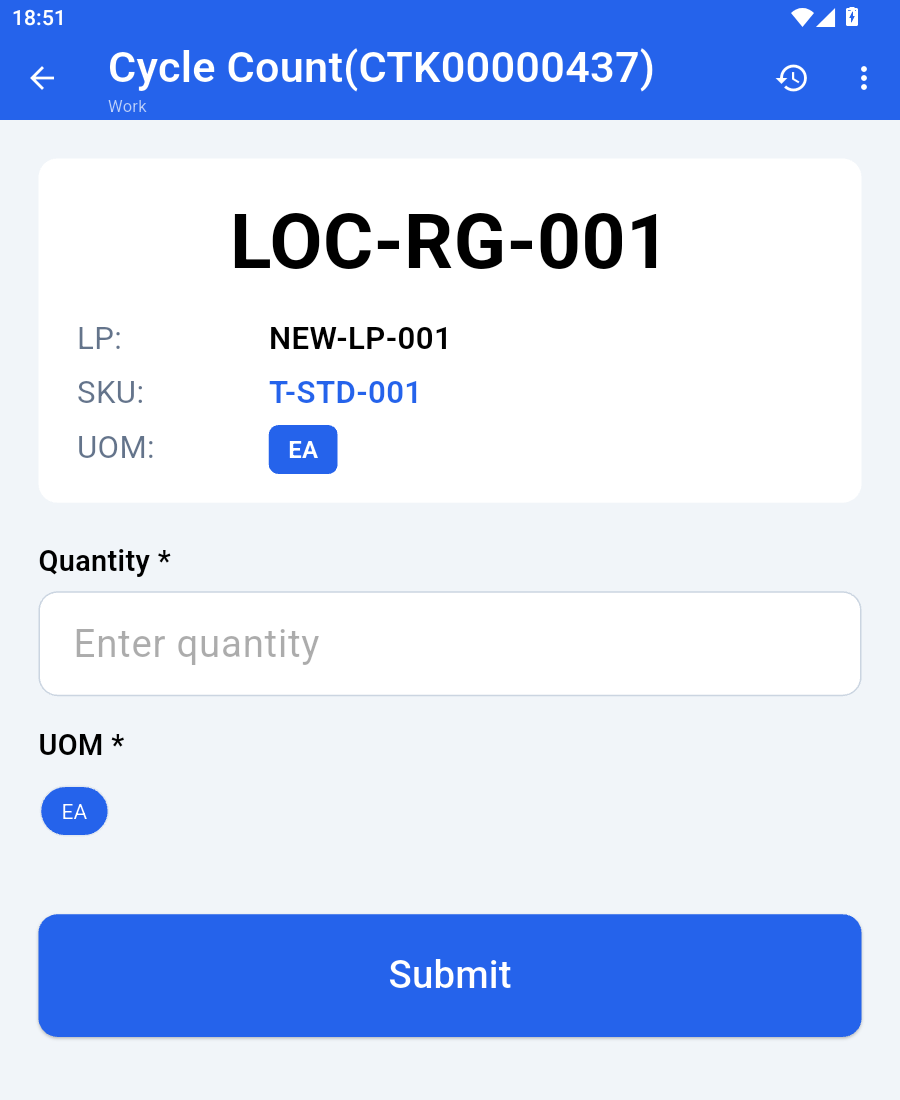 18:51
Cycle Count(CTK00000437)
Work
LOC-RG-001
LP: NEW-LP-001
SKU: T-STD-001
UOM: EA
Quantity *
Enter quantity
UOM *
EA
Submit